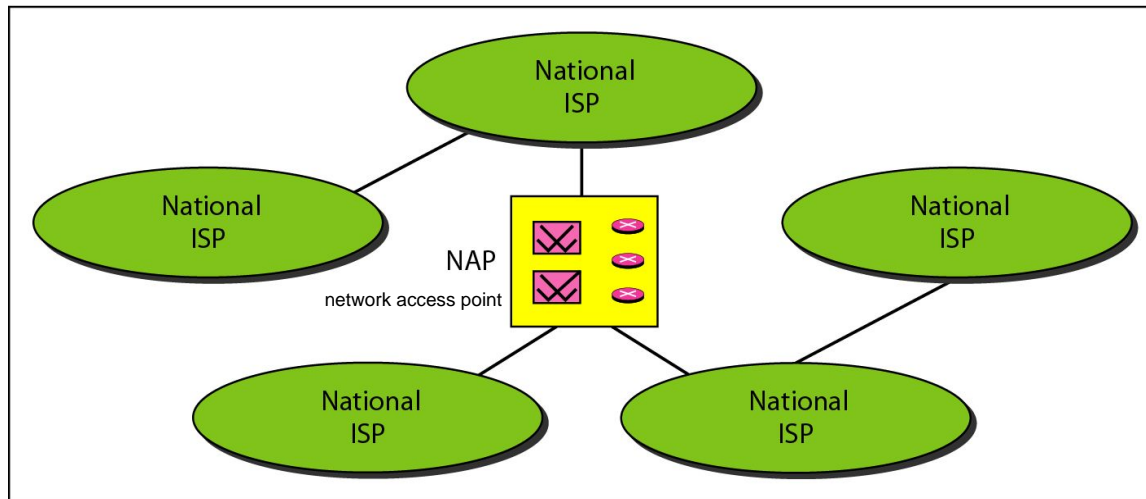 National
ISP
National
ISP
National
ISP
NAP
network access point
National
ISP
National
ISP